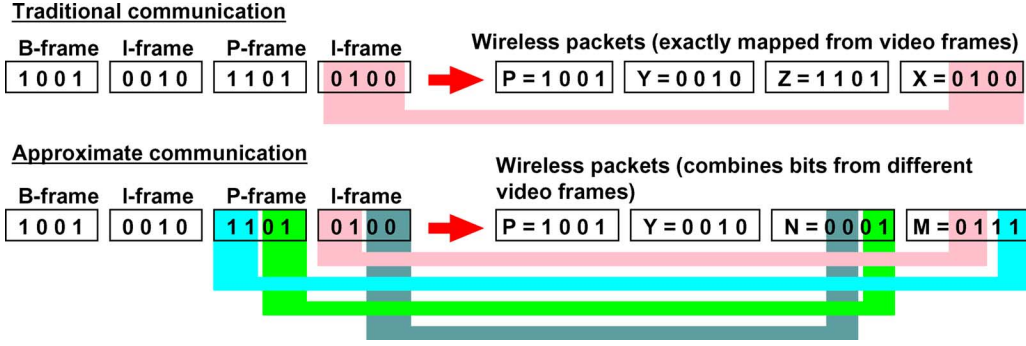 Traditional communication
B-frame I-frame P-frame I-frame
Wireless packets (exactly mapped from video frames)
1 0 0 1 0 0 1 0 1 1 0 1 0 1 0 0 P = 1 0 0 1 Y = 0 0 1 0 Z = 1 1 0 1 X = 0 1 0 0
Approximate communication
Wireless packets (combines bits from different
video frames)
B-frame I-frame P-frame I-frame
1 0 0 1 0 0 1 0 1 1 0 1 0 1 0 0 P = 1 0 0 1 Y = 0 0 1 0 N = 0 0 0 1 M = 0 1 1 1